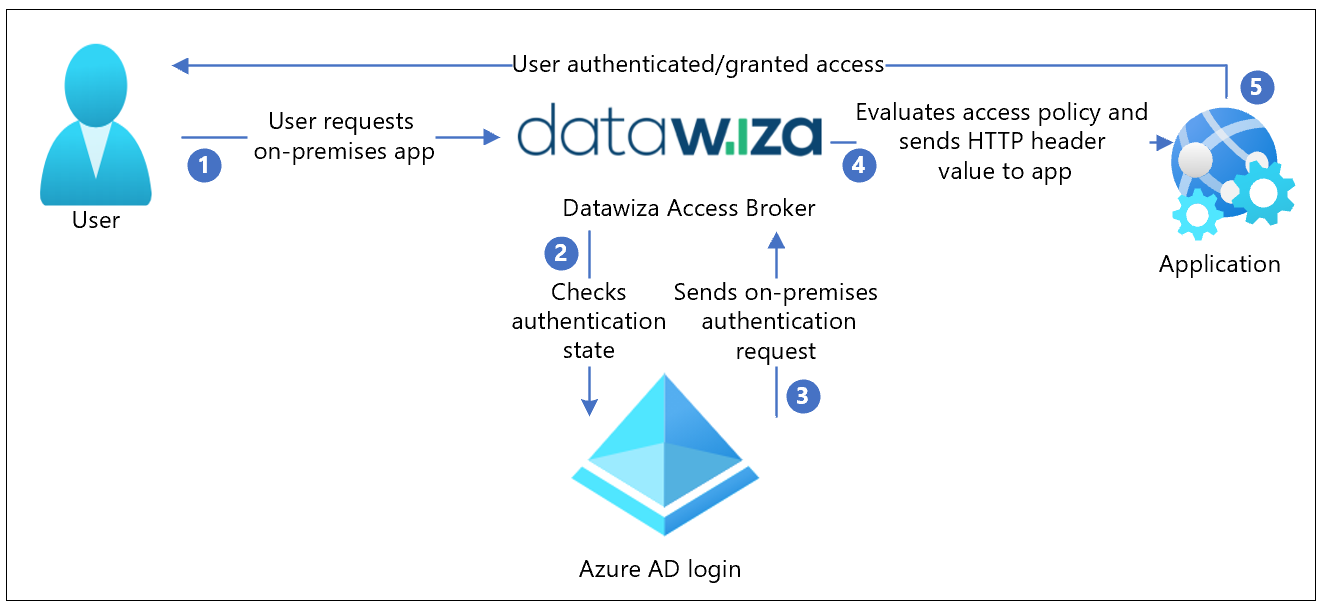 User authenticated/granted access
5
User requests
on-premises app
1
User
datawiza
Datawiza Access Broker
4
Evaluates access policy and
sends HTTP header
value to app
Application
2
Checks
authentication
state
Sends on-premises
authentication
request
3
Azure AD login